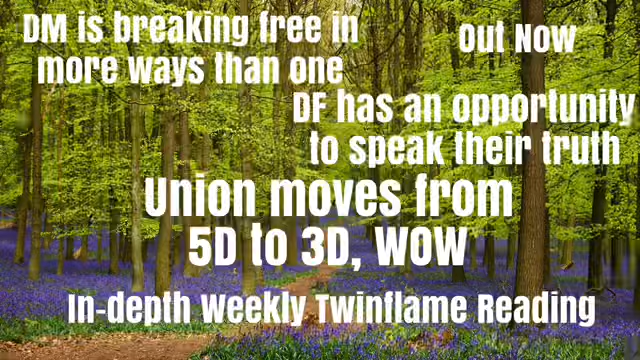 DM is breaking free in
more ways than one
Out Now
DF has an opportunity
to speak their truth
Union moves from
5D to 3D, WOW
In-depth Weekly Twinflame Reading